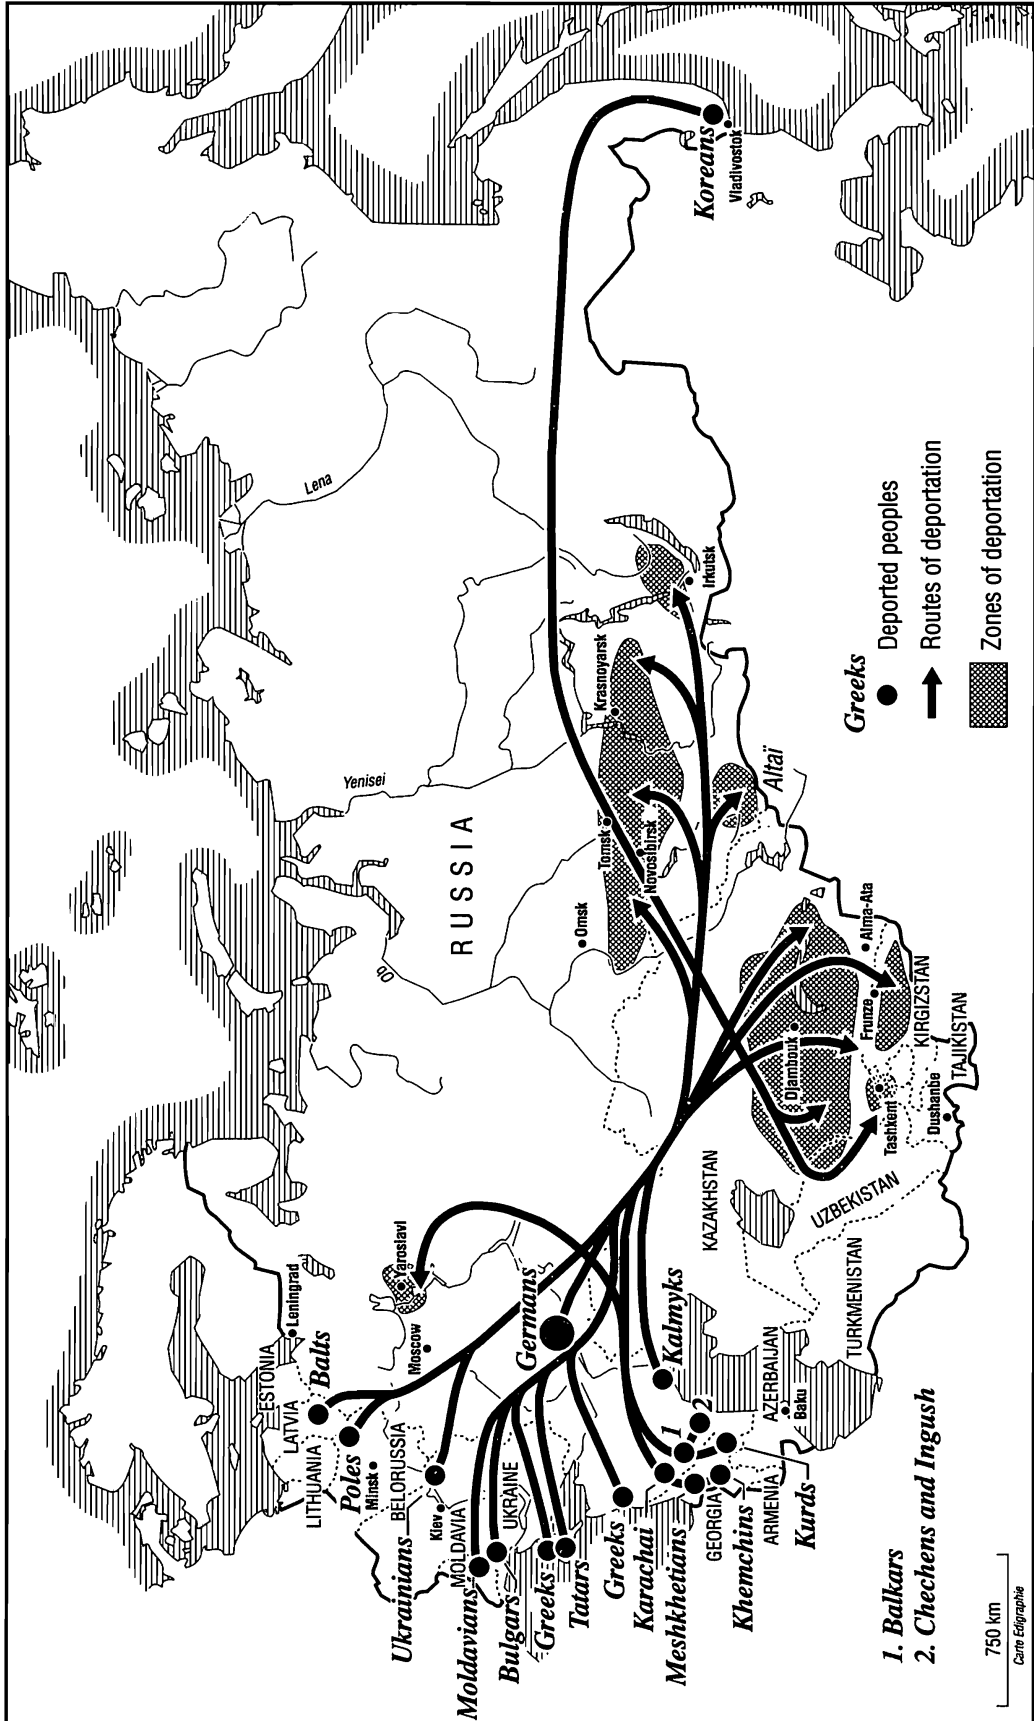 Lena
Yenisei
Ob
RUSSIA
Koreans
Vladivostok
Irkutsk
Krasnoyarsk
Tomsk
Novosibirsk
Omsk
Altaï
Alma-Ata
Frunze
KIRGIZSTAN
TAJIKISTAN
Djambouk
Tashkent
Dushanbe
KAZAKHSTAN
UZBEKISTAN
TURKMENISTAN
Yaroslavl
Leningrad
Moscow
ESTONIA
LATVIA
LITHUANIA
Balts
Poles
Minsk
BELORUSSIA
Ukrainians
Kiev
MOLDAVIA
UKRAINE
Germans
Kalmyks
Moldavians
Bulgars
Greeks
Tatars
Greeks
Karachai
Meshkhetians
1
2
GEORGIA
Khemchins
ARMENIA
Kurds
AZERBAIJAN
Baku
1. Balkars
2. Chechens and Ingush
Greeks
Deported peoples
Routes of deportation
Zones of deportation
750 km
Carto Edigraphie